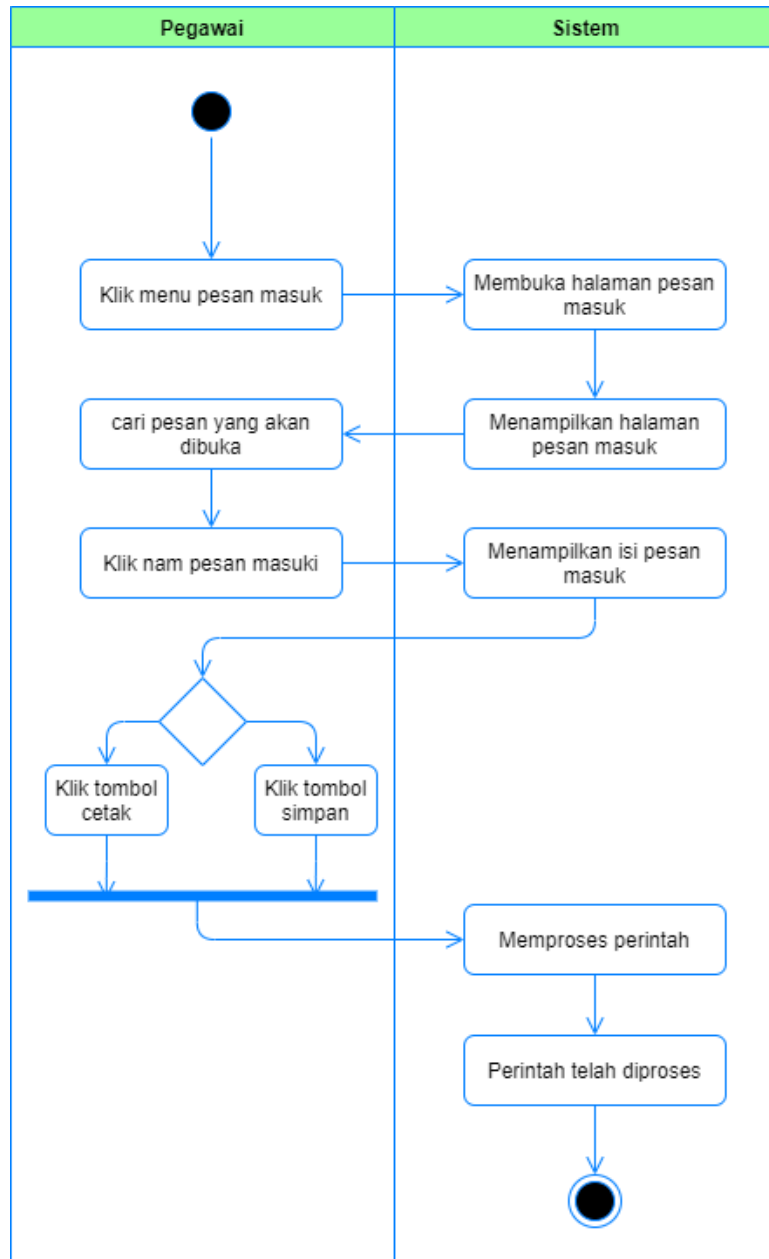 Pegawai
Sistem
Klik menu pesan masuk
Membuka halaman pesan
masuk
cari pesan yang akan
dibuka
Menampilkan halaman
pesan masuk
Klik nam pesan masuki
Menampilkan isi pesan
masuk
Klik tombol
cetak
Klik tombol
simpan
Memproses perintah
Perintah telah diproses